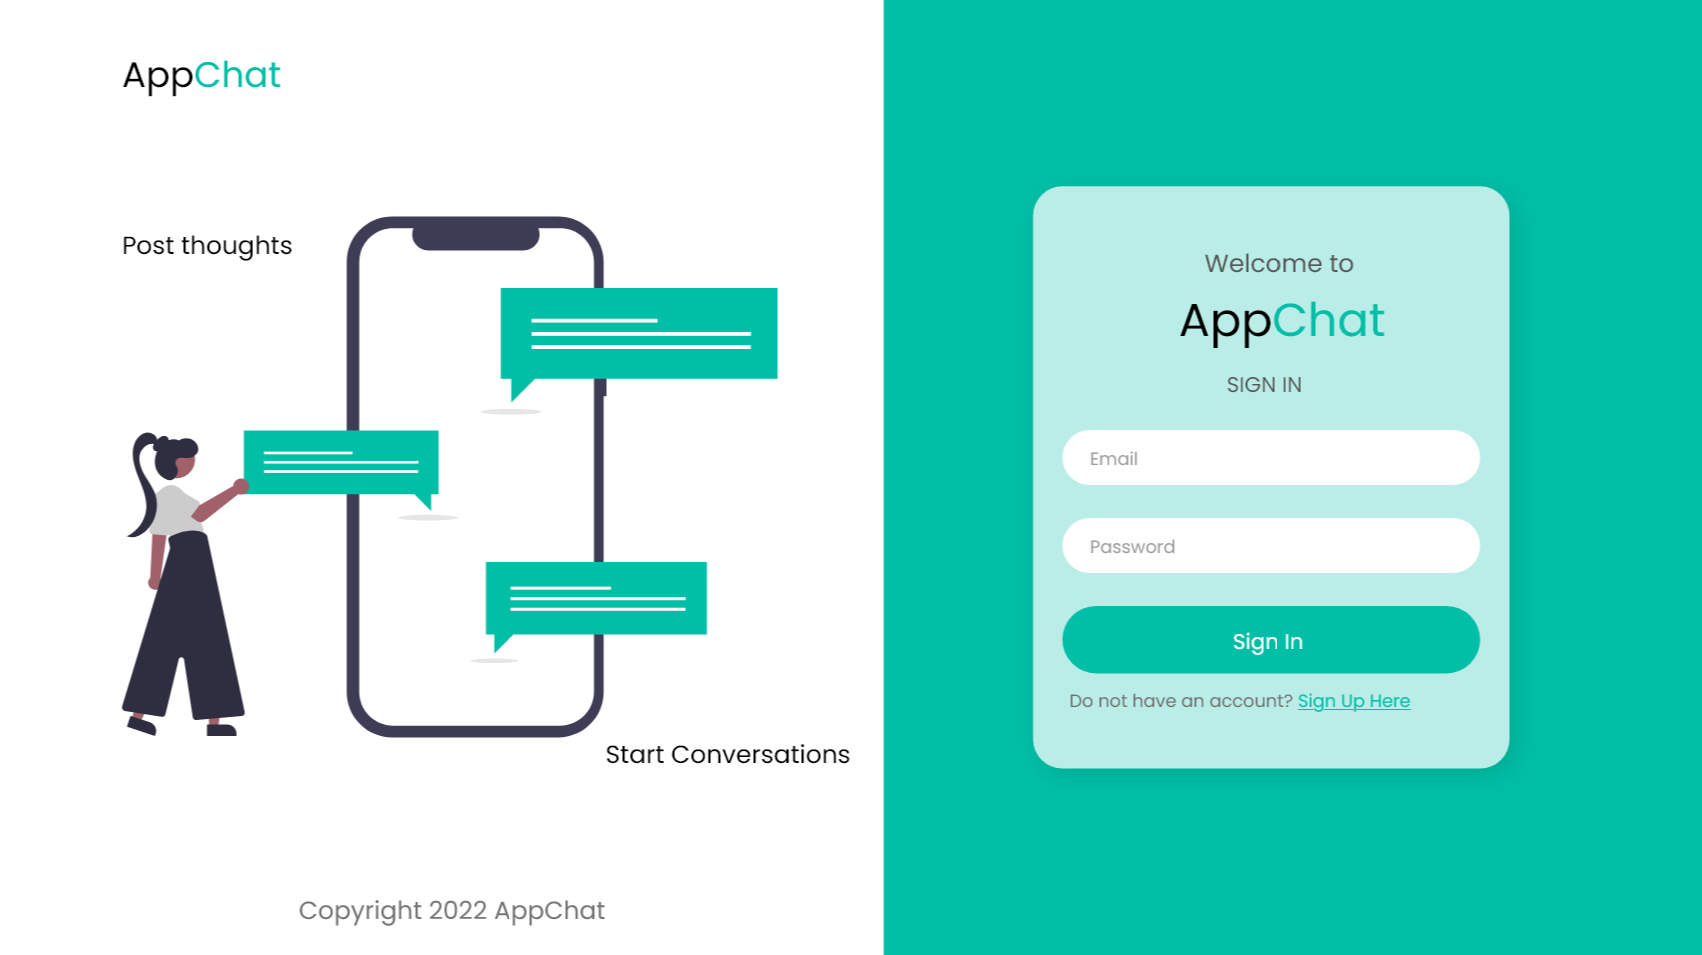 AppChat
Post thoughts
Start Conversations
Copyright 2022 AppChat
Welcome to
AppChat
SIGN IN
Email
Password
Sign In
Do not have an account? Sign Up Here